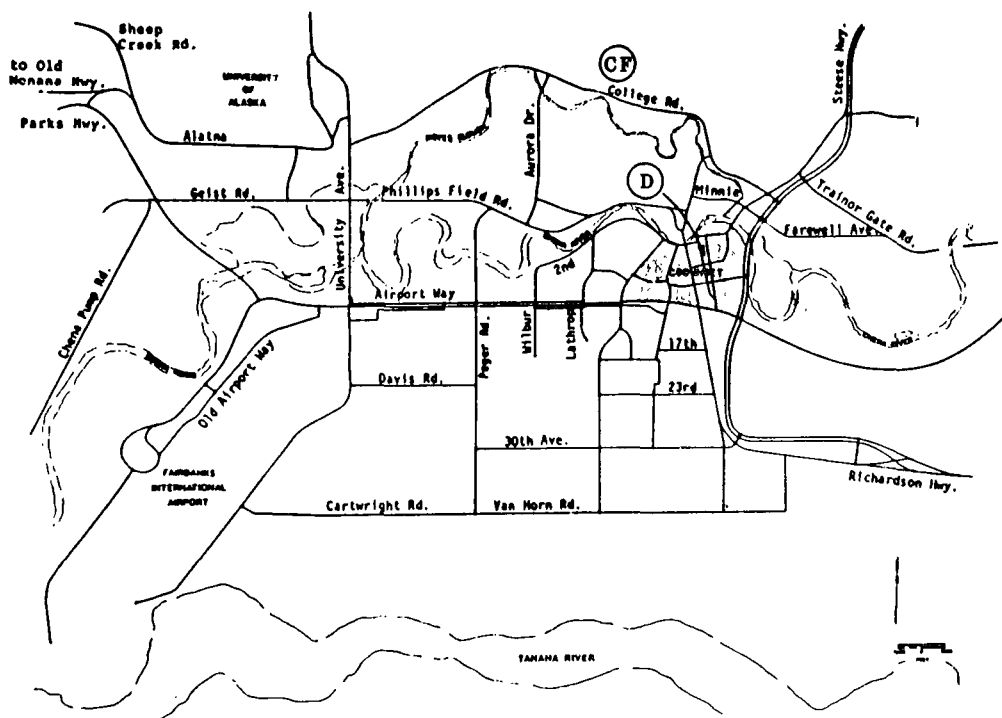 Sheep
Creek Rd.
to Old
Nenana Hwy.
Parks Hwy.
UNIVERSITY
OF
ALASKA
Alatna
CF
College Rd.
Steese Hwy.
Aurora Dr.
D
Minnie
Trainor Gate Rd.
Geist Rd.
University Ave.
Phillips Field Rd.
Farewell Ave.
2nd
Airport Way
Chena Pump Rd.
Peger Rd.
Wilbur
Lathrop
17th
CHENA RIVER
Davis Rd.
23rd
Old Airport Way
30th Ave.
FAIRBANKS
INTERNATIONAL
AIRPORT
Richardson Hwy.
Cartwright Rd.
Van Horn Rd.
TANANA RIVER